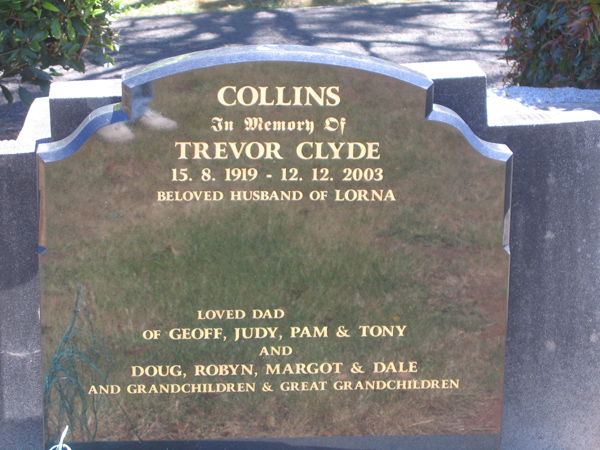 COLLINS
In Memory Of
TREVOR CLYDE
15. 8. 1919 - 12. 12. 2003
BELOVED HUSBAND OF LORNA
LOVED DAD
OF GEOFF, JUDY, PAM & TONY
AND
DOUG, ROBYN, MARGOT & DALE
AND GRANDCHILDREN & GREAT GRANDCHILDREN